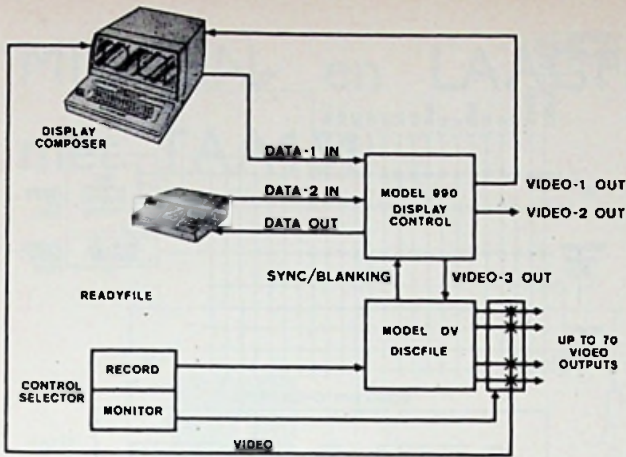 DISPLAY
COMPOSER
DATA-1 IN
DATA-2 IN
DATA OUT
MODEL 990
DISPLAY
CONTROL
VIDEO-1 OUT
VIDEO-2 OUT
SYNC/BLANKING
VIDEO-3 OUT
READYFILE
MODEL DV
DISCFILE
UP TO 70
VIDEO
OUTPUTS
CONTROL
SELECTOR
RECORD
MONITOR
VIDEO